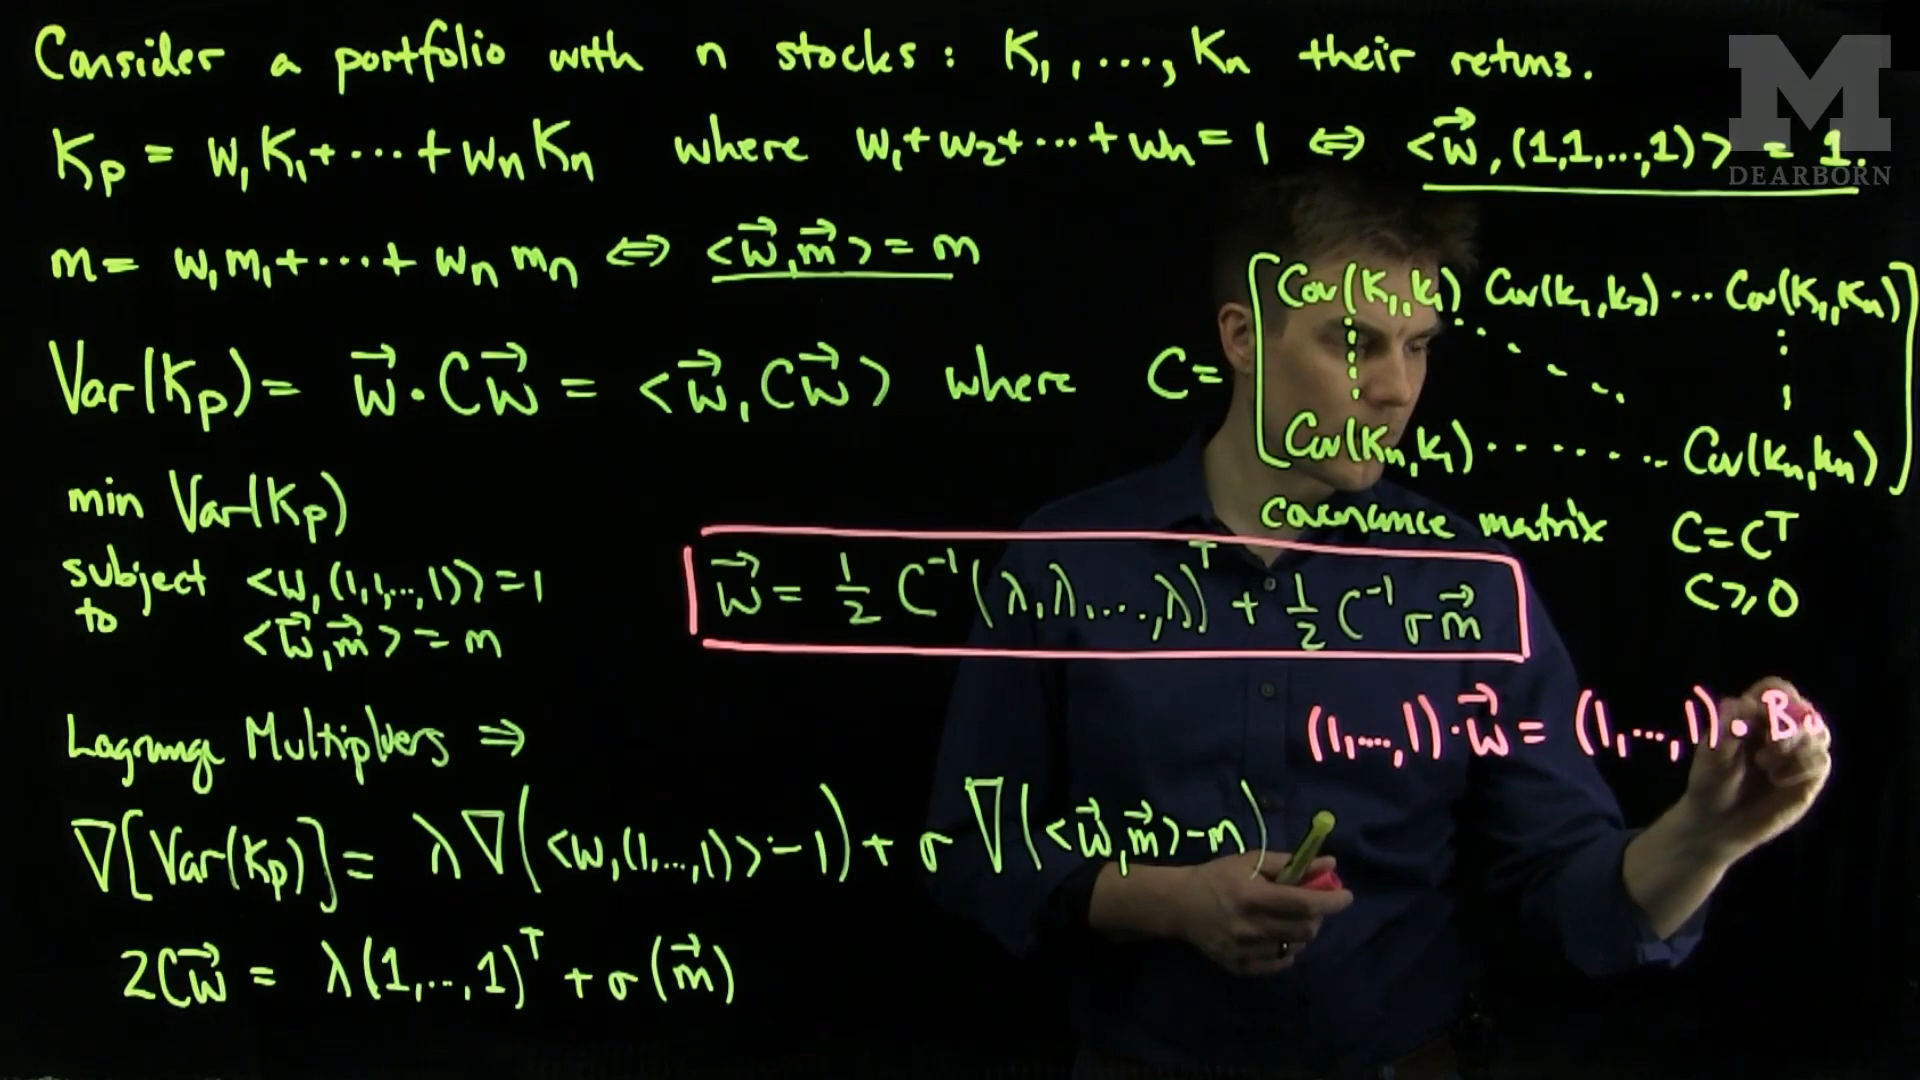 Consider a portfolio with n stocks: K₁, ..., Kₙ their returns.
Kₚ = w₁K₁+⋯+wₙKₙ where w₁+w₂+⋯+wₙ = 1 ⇔ <w⃗, (1,1,...,1)> = 1.
M
DEARBORN
m = w₁m₁+⋯+wₙmₙ ⇔ <w⃗,m⃗> = m
Var(Kₚ) = w⃗·Cw⃗ = <w⃗, Cw⃗> where C =
[Cov(K₁,K₁) Cov(K₁,K₂) ⋯ Cov(K₁,Kₙ)
Cov(Kₙ,K₁) ⋯ Cov(Kₙ,Kₙ)]
covariance matrix C=Cᵀ
C⩾0
min Var(Kₚ)
subject to <w,(1,1,...,1)> = 1
<w⃗,m⃗> = m
w⃗ = ½ C⁻¹(λ,λ,...,λ)ᵀ + ½ C⁻¹ σm⃗
(1,...,1)·w⃗ = (1,...,1)·B
Lagrange Multipliers ⇒
∇[Var(Kₚ)] = λ∇(<w,(1,...,1)>-1) + σ∇(<w⃗,m⃗>-m)
2Cw⃗ = λ(1,...,1)ᵀ + σ(m⃗)